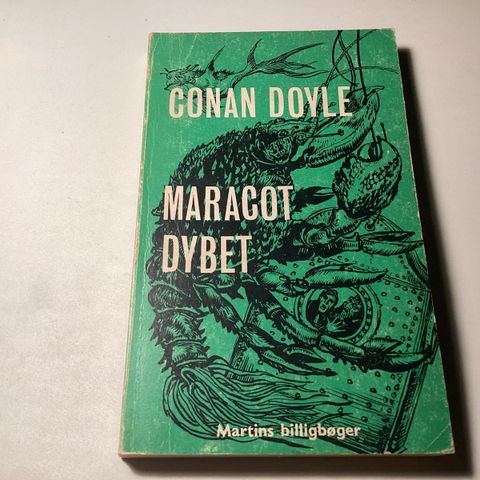 CONAN DOYLE
MARACOT
DYBET
Martins billigbøger